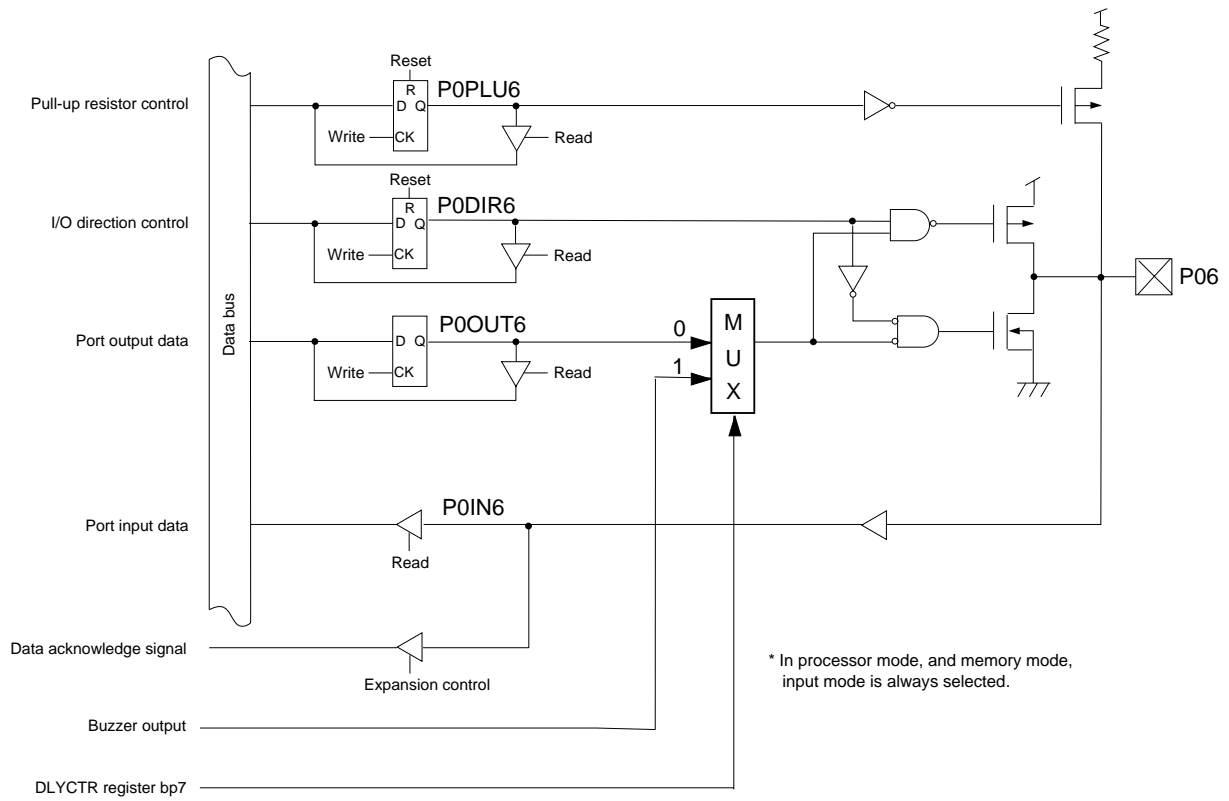 Reset
Pull-up resistor control
R
D Q
P0PLU6
Write
CK
Read
Reset
I/O direction control
R
D Q
P0DIR6
Write
CK
Read
Data bus
P06
Port output data
D Q
P0OUT6
Write
CK
Read
0
1
M
U
X
Port input data
P0IN6
Read
Data acknowledge signal
Expansion control
* In processor mode, and memory mode,
input mode is always selected.
Buzzer output
DLYCTR register bp7